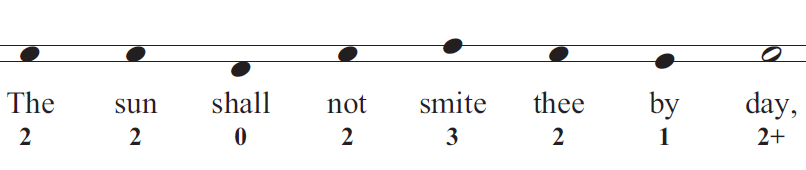 The sun shall not smite thee by day,
2 2 0 2 3 2 1 2+